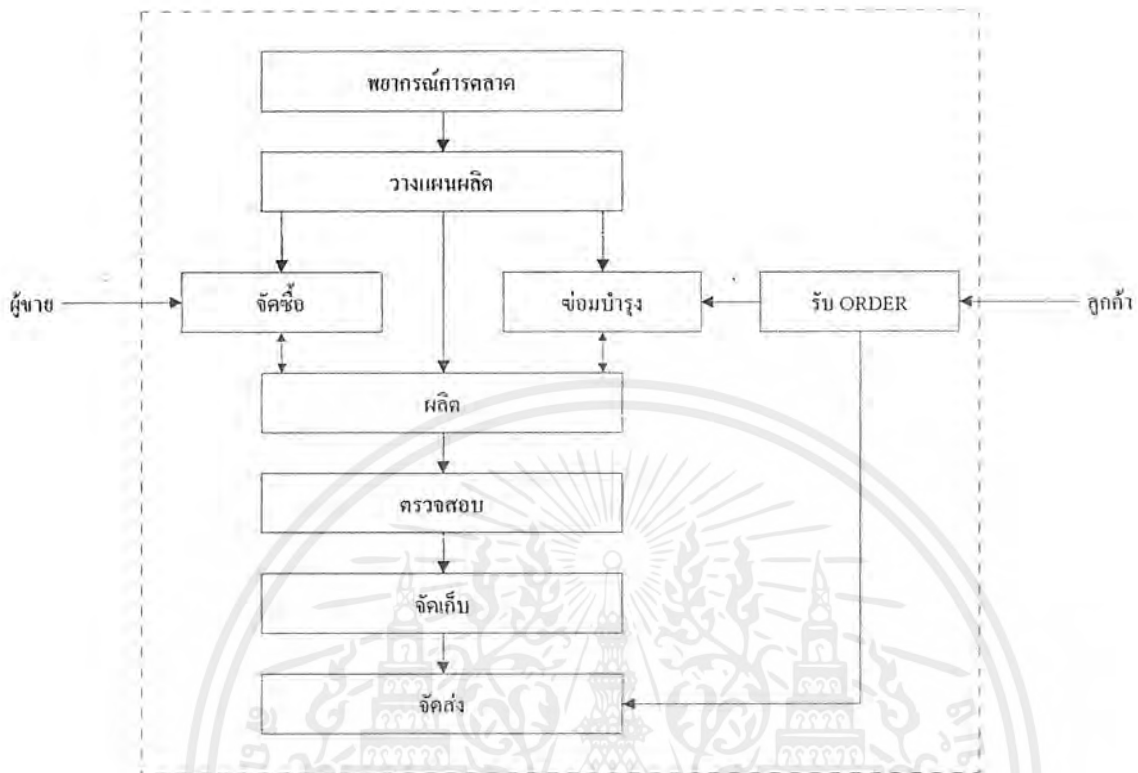 พยากรณ์การตลาด
วางแผนผลิต
ผู้ขาย
จัดซื้อ
ซ่อมบำรุง
รับ ORDER
ลูกค้า
ผลิต
ตรวจสอบ
จัดเก็บ
จัดส่ง